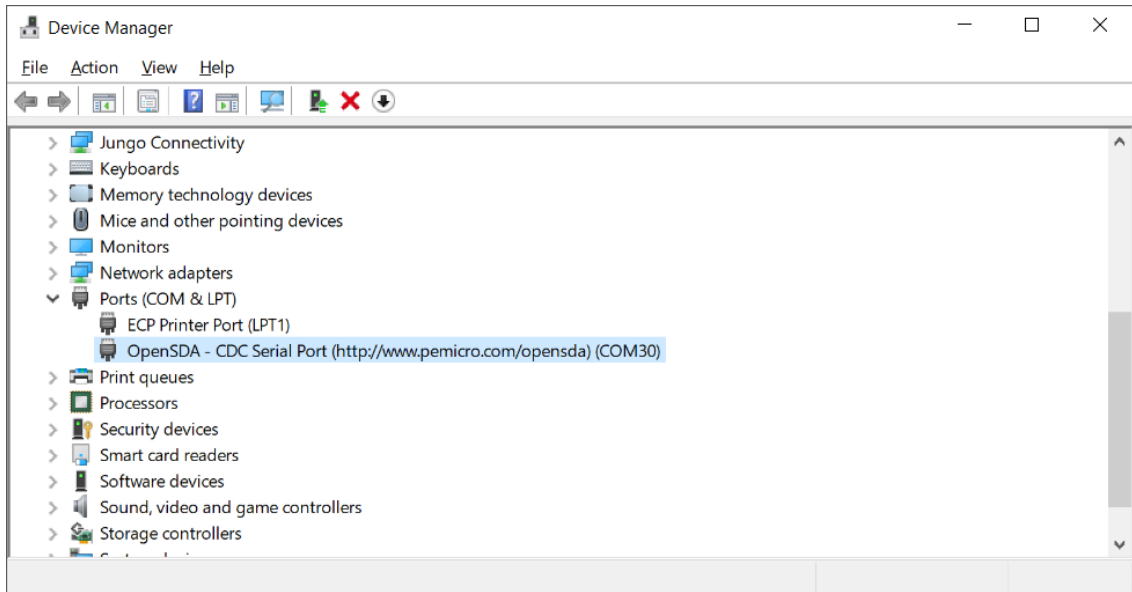 Device Manager
File Action View Help
Jungo Connectivity
Keyboards
Memory technology devices
Mice and other pointing devices
Monitors
Network adapters
Ports (COM & LPT)
ECP Printer Port (LPT1)
OpenSDA - CDC Serial Port (http://www.pemicro.com/opensda) (COM30)
Print queues
Processors
Security devices
Smart card readers
Software devices
Sound, video and game controllers
Storage controllers